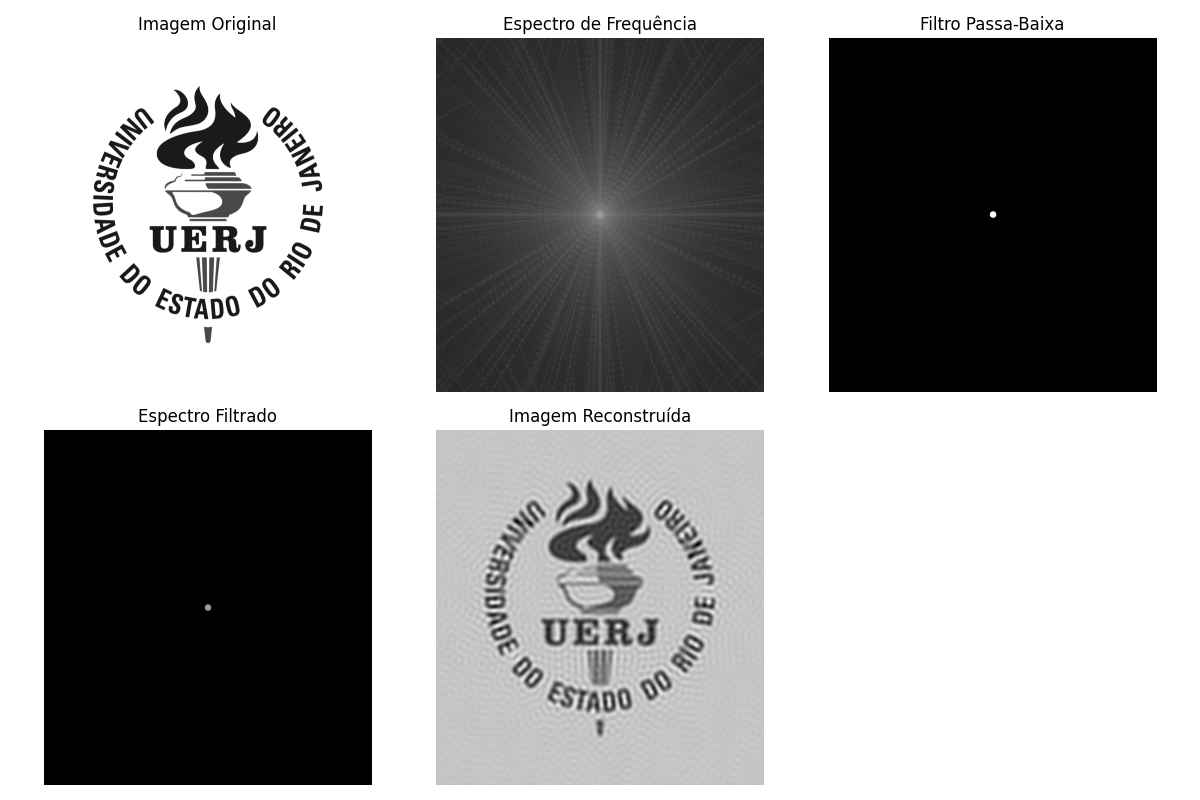 Imagem Original
Espectro de Frequência
Filtro Passa-Baixa
UNIVERSIDADE DO ESTADO DO RIO DE JANEIRO
UERJ
Espectro Filtrado
Imagem Reconstruída
UNIVERSIDADE DO ESTADO DO RIO DE JANEIRO
UERJ